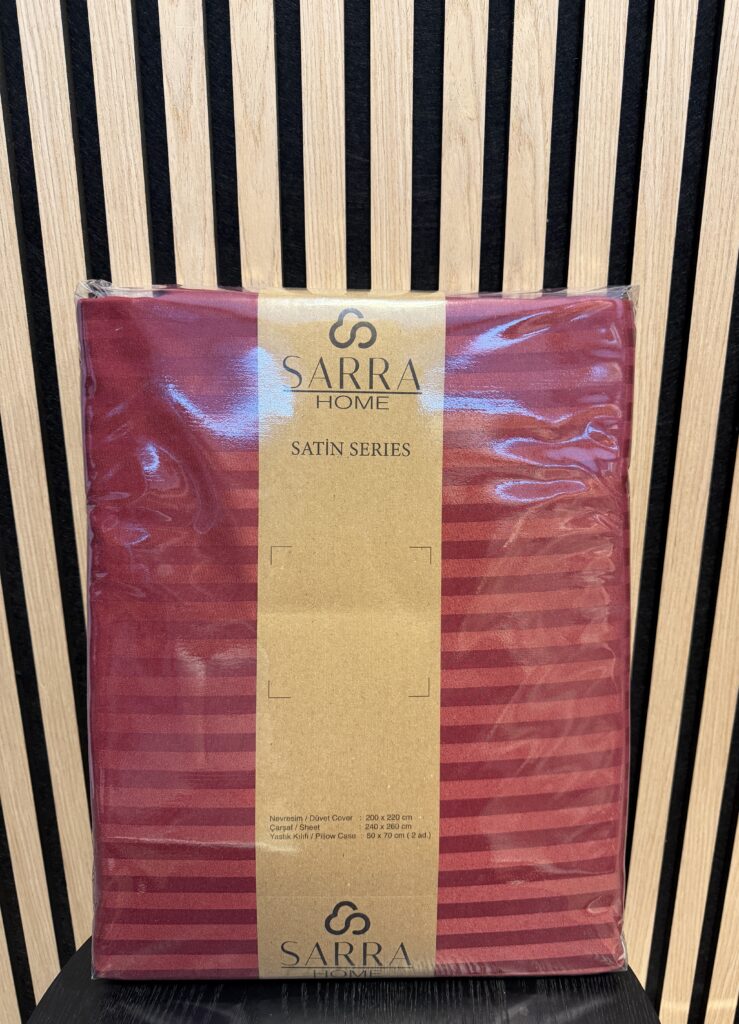 SARRA
HOME
SATİN SERIES
Nevresim / Düvet Cover : 200 x 220 cm
Çarşaf / Sheet : 240 x 260 cm
Yastık Kılıfı / Pillow Case : 50 x 70 cm ( 2 ad.)
SARRA
HOME